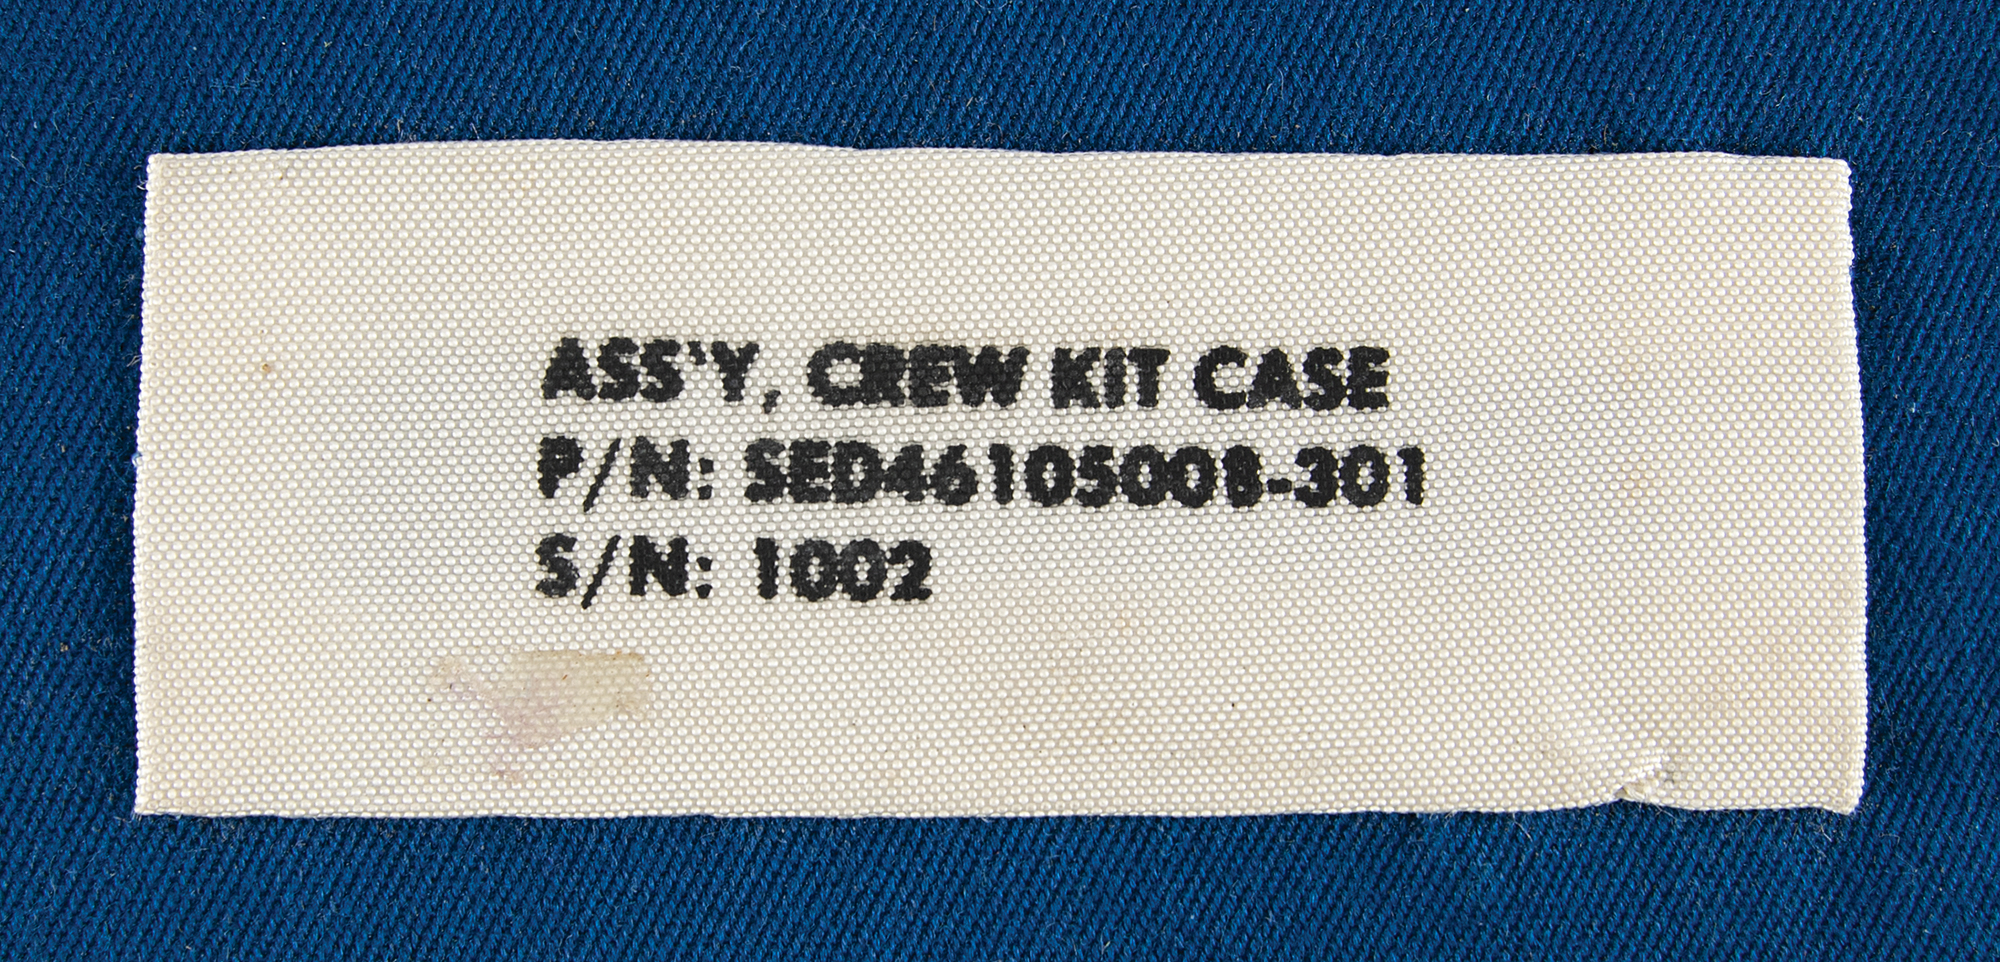 ASS'Y, CREW KIT CASE
P/N: SED46105008-301
S/N: 1002